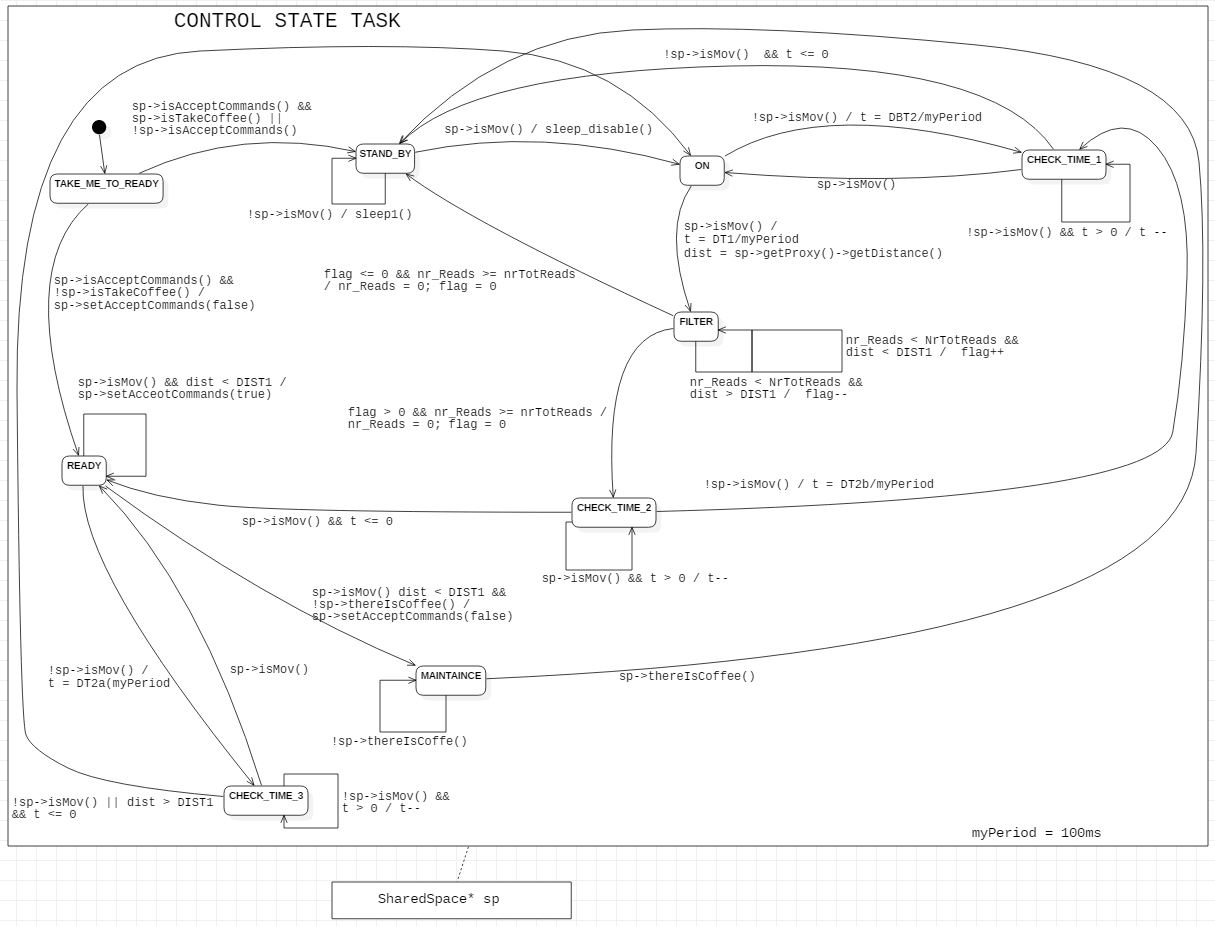 CONTROL STATE TASK
!sp->isMov()  && t <= 0
sp->isAcceptCommands() &&
sp->isTakeCoffee() ||
!sp->isAcceptCommands()
sp->isMov() / sleep_disable()
!sp->isMov() / t = DBT2/myPeriod
STAND_BY
ON
CHECK_TIME_1
TAKE_ME_TO_READY
sp->isMov()
!sp->isMov() / sleep1()
!sp->isMov() && t > 0 / t --
sp->isMov() /
t = DT1/myPeriod
dist = sp->getProxy()->getDistance()
sp->isAcceptCommands() &&
!sp->isTakeCoffee() /
sp->setAcceptCommands(false)
flag <= 0 && nr_Reads >= nrTotReads
/ nr_Reads = 0; flag = 0
FILTER
nr_Reads < NrTotReads &&
dist < DIST1 /  flag++
nr_Reads < NrTotReads &&
dist > DIST1 /  flag--
sp->isMov() && dist < DIST1 /
sp->setAcceotCommands(true)
flag > 0 && nr_Reads >= nrTotReads /
nr_Reads = 0; flag = 0
READY
!sp->isMov() / t = DT2b/myPeriod
CHECK_TIME_2
sp->isMov() && t <= 0
sp->isMov() && t > 0 / t--
sp->isMov() dist < DIST1 &&
!sp->thereIsCoffee() /
sp->setAcceptCommands(false)
!sp->isMov() /
t = DT2a(myPeriod
sp->isMov()
MAINTAINCE
sp->thereIsCoffee()
!sp->thereIsCoffe()
CHECK_TIME_3
!sp->isMov() &&
t > 0 / t--
!sp->isMov() || dist > DIST1
&& t <= 0
myPeriod = 100ms
SharedSpace* sp